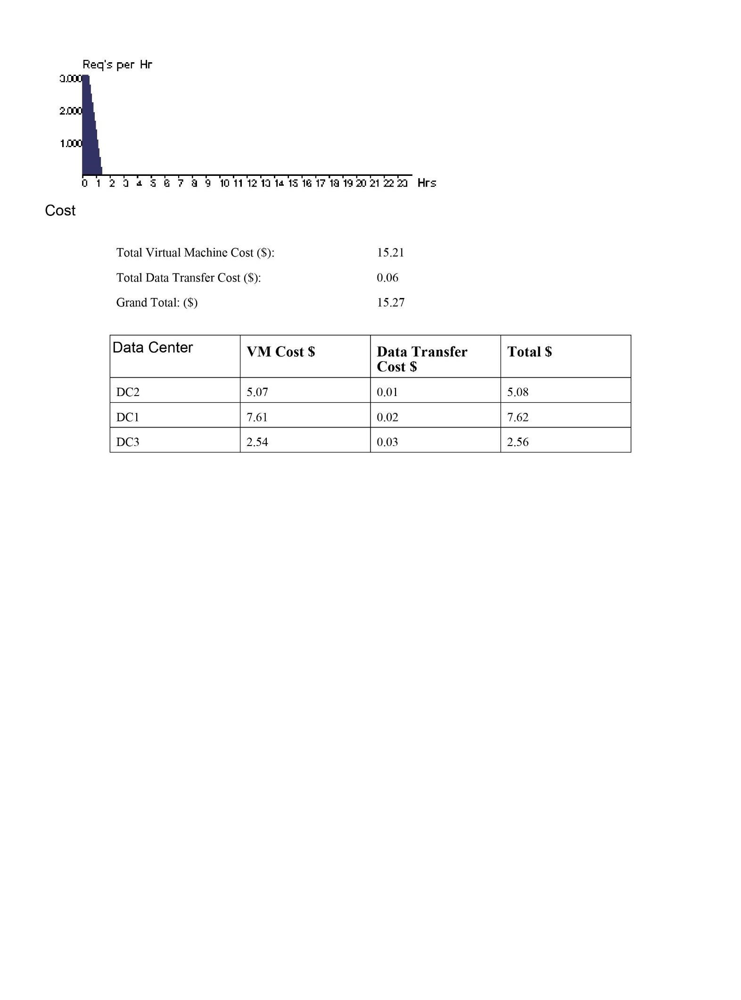 Req's per Hr
3.000
2.000
1.000
0 1 2 3 4 5 6 7 8 9 10 11 12 13 14 15 16 17 18 19 20 21 22 23 Hrs
Cost
Total Virtual Machine Cost ($): 15.21
Total Data Transfer Cost ($): 0.06
Grand Total: ($) 15.27
Data Center VM Cost $ Data Transfer Total $
Cost $
DC2 5.07 0.01 5.08
DC1 7.61 0.02 7.62
DC3 2.54 0.03 2.56